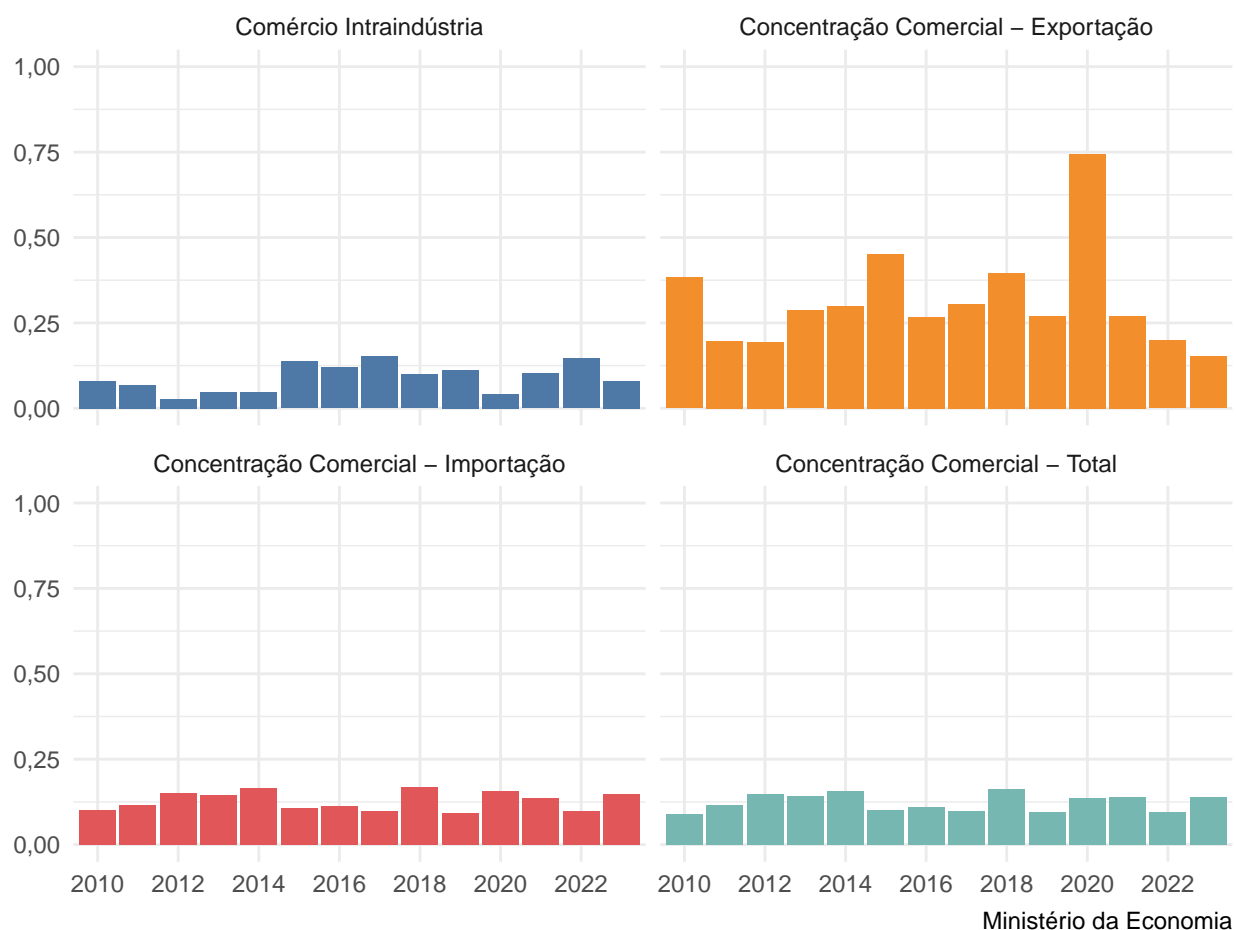 Comércio Intraindústria
Concentração Comercial – Exportação
1,00
0,75
0,50
0,25
0,00
Concentração Comercial – Importação
Concentração Comercial – Total
1,00
0,75
0,50
0,25
0,00
2010 2012 2014 2016 2018 2020 2022
2010 2012 2014 2016 2018 2020 2022
Ministério da Economia